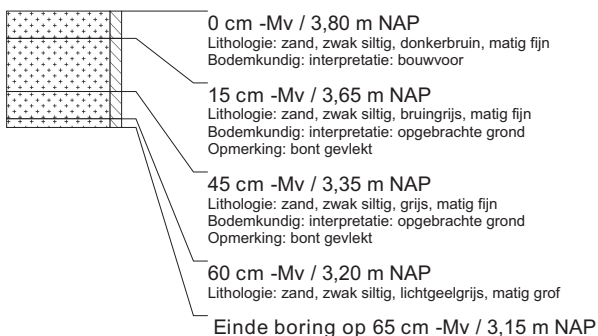 0 cm -Mv / 3,80 m NAP
Lithologie: zand, zwak siltig, donkerbruin, matig fijn
Bodemkundig: interpretatie: bouwvoor
15 cm -Mv / 3,65 m NAP
Lithologie: zand, zwak siltig, bruingrijs, matig fijn
Bodemkundig: interpretatie: opgebrachte grond
Opmerking: bont gevlekt
45 cm -Mv / 3,35 m NAP
Lithologie: zand, zwak siltig, grijs, matig fijn
Bodemkundig: interpretatie: opgebrachte grond
Opmerking: bont gevlekt
60 cm -Mv / 3,20 m NAP
Lithologie: zand, zwak siltig, lichtgeelgrijs, matig grof
Einde boring op 65 cm -Mv / 3,15 m NAP